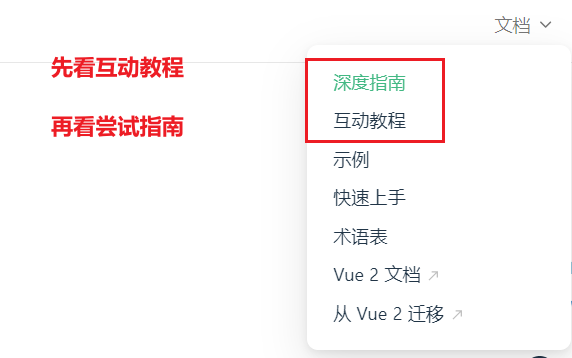 文档
先看互动教程
再看尝试指南
深度指南
互动教程
示例
快速上手
术语表
Vue 2 文档 ↗
从 Vue 2 迁移 ↗